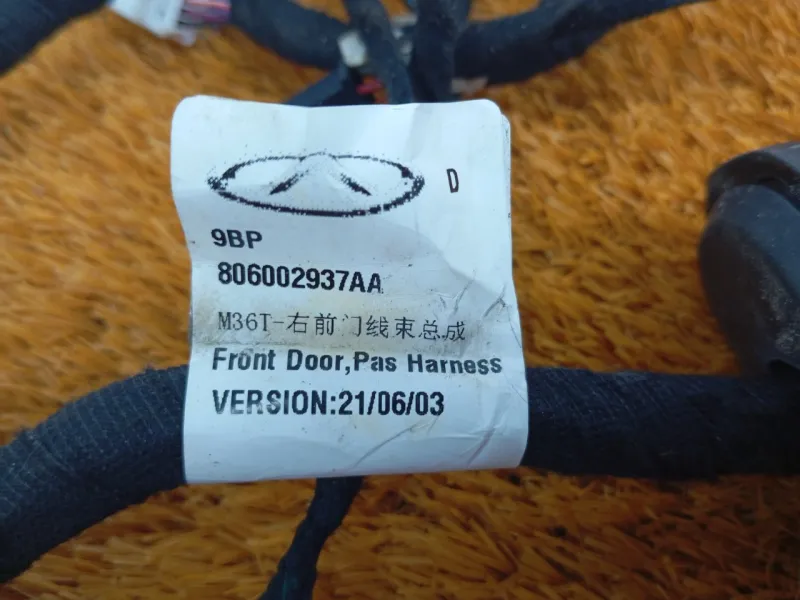 D
9BP
806002937AA
M36T-右前门线束总成
Front Door,Pas Harness
VERSION:21/06/03